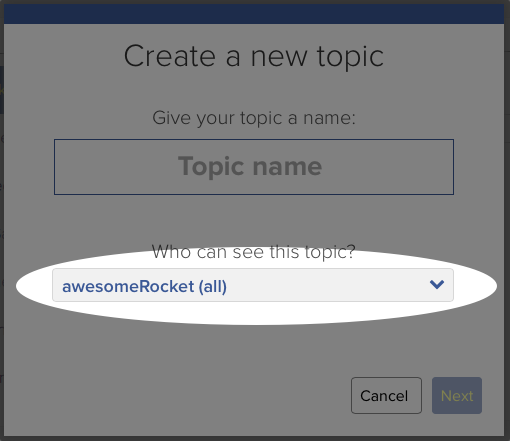 Create a new topic
Give your topic a name:
Topic name
Who can see this topic?
awesomeRocket (all)
Cancel
Next